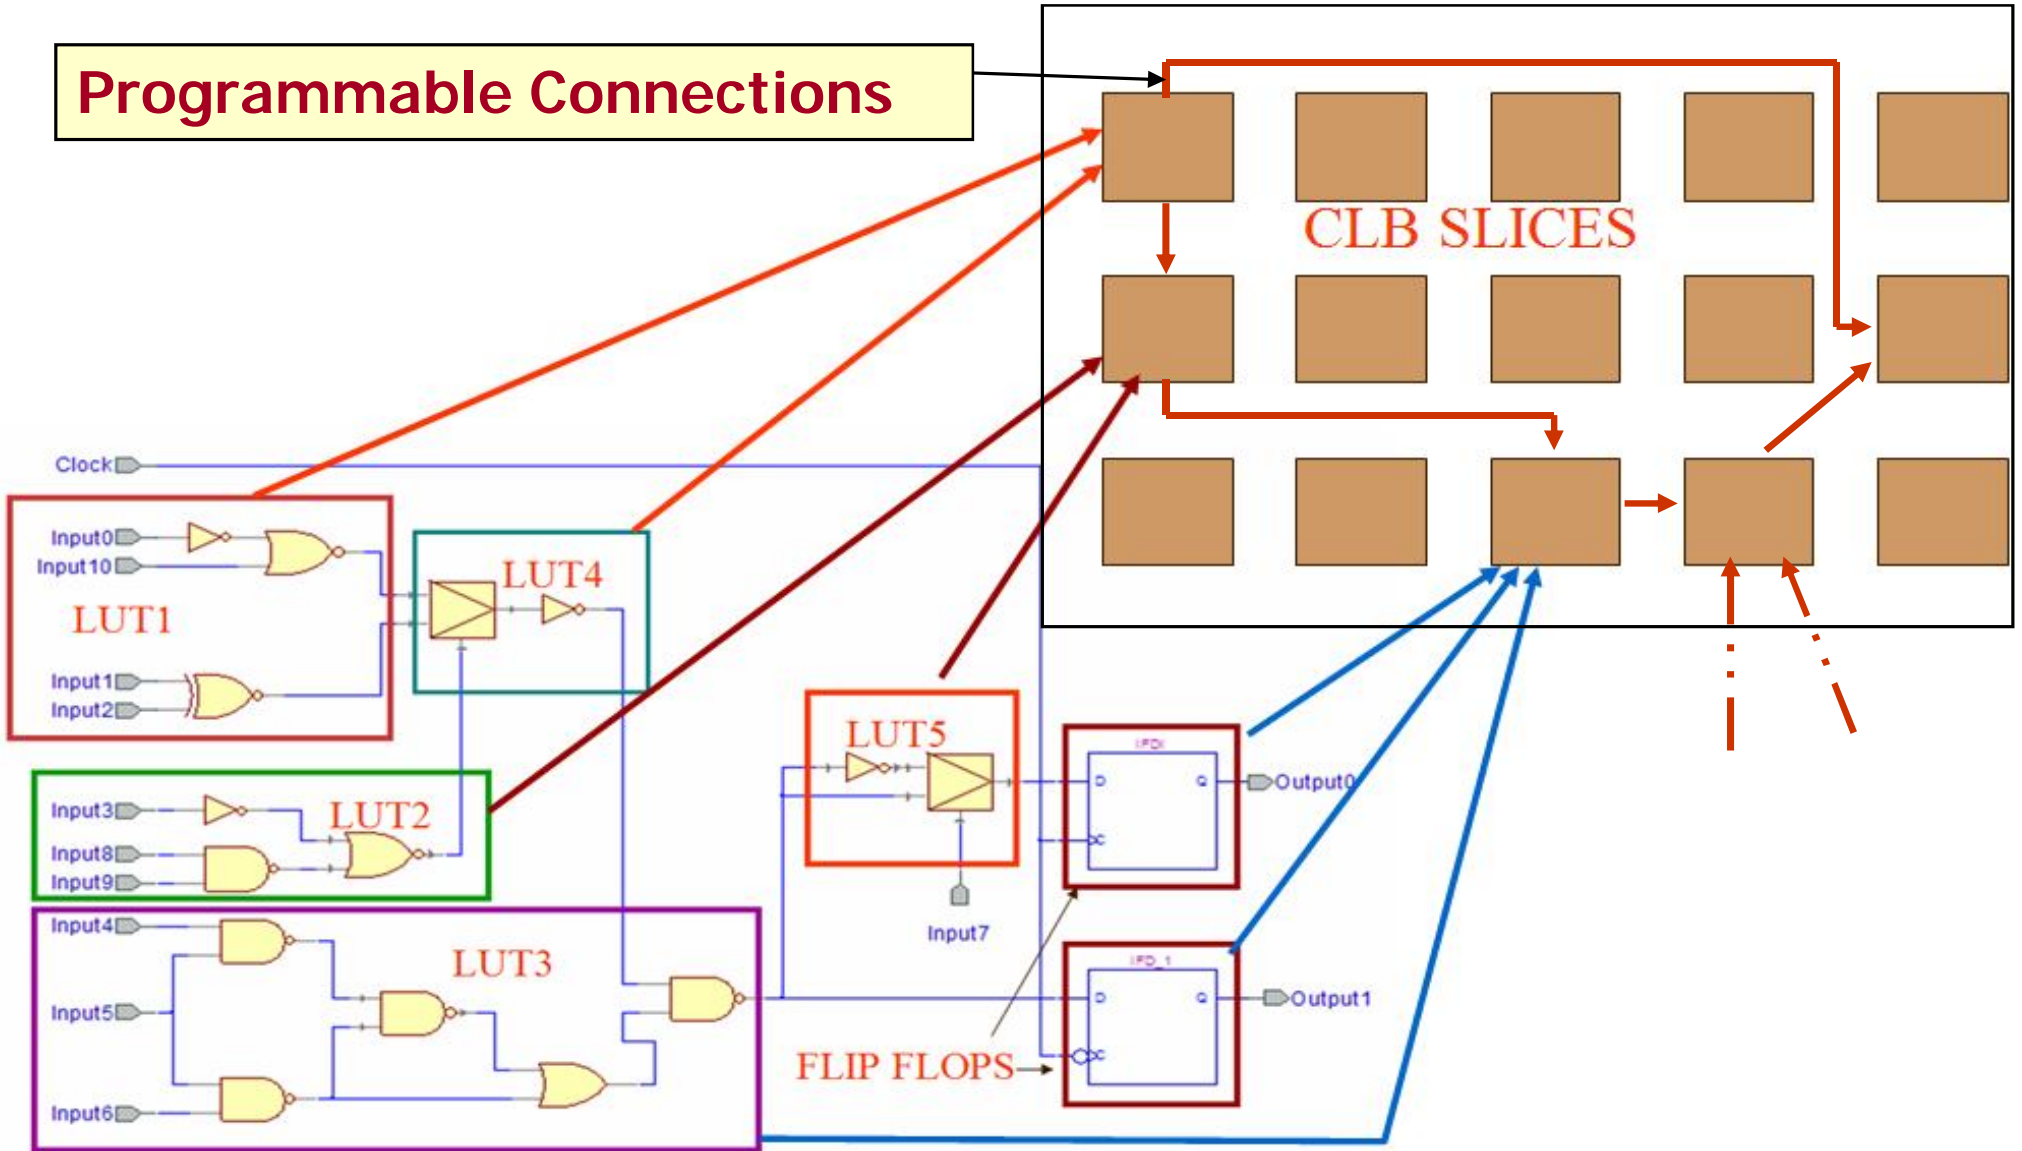 Programmable Connections
CLB SLICES
Clock
Input0
Input10
LUT1
Input1
Input2
LUT4
Input3
LUT2
Input8
Input9
Input4
LUT3
Input5
Input6
LUT5
Input7
D
Q
C
Output0
IFD_1
D
Q
C
Output1
FLIP FLOPS